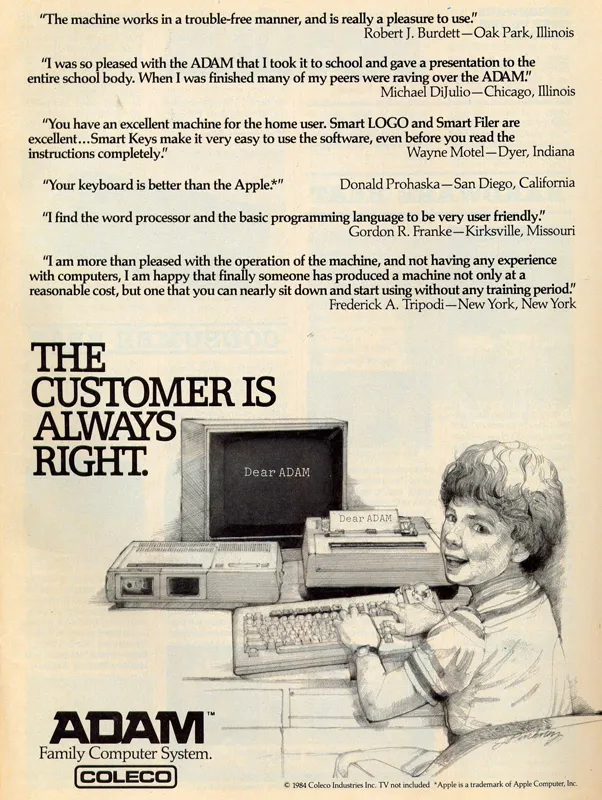 “The machine works in a trouble-free manner, and is really a pleasure to use.”
Robert J. Burdett—Oak Park, Illinois
“I was so pleased with the ADAM that I took it to school and gave a presentation to the
entire school body. When I was finished many of my peers were raving over the ADAM.”
Michael DiJulio—Chicago, Illinois
“You have an excellent machine for the home user. Smart LOGO and Smart Filer are
excellent...Smart Keys make it very easy to use the software, even before you read the
instructions completely.” Wayne Motel—Dyer, Indiana
“Your keyboard is better than the Apple.*” Donald Prohaska—San Diego, California
“I find the word processor and the basic programming language to be very user friendly.”
Gordon R. Franke—Kirksville, Missouri
“I am more than pleased with the operation of the machine, and not having any experience
with computers, I am happy that finally someone has produced a machine not only at a
reasonable cost, but one that you can nearly sit down and start using without any training period.”
Frederick A. Tripodi—New York, New York
THE
CUSTOMER IS
ALWAYS
RIGHT.
Dear ADAM
Dear ADAM
ADAM™
Family Computer System.
COLECO
© 1984 Coleco Industries Inc. TV not included *Apple is a trademark of Apple Computer, Inc.